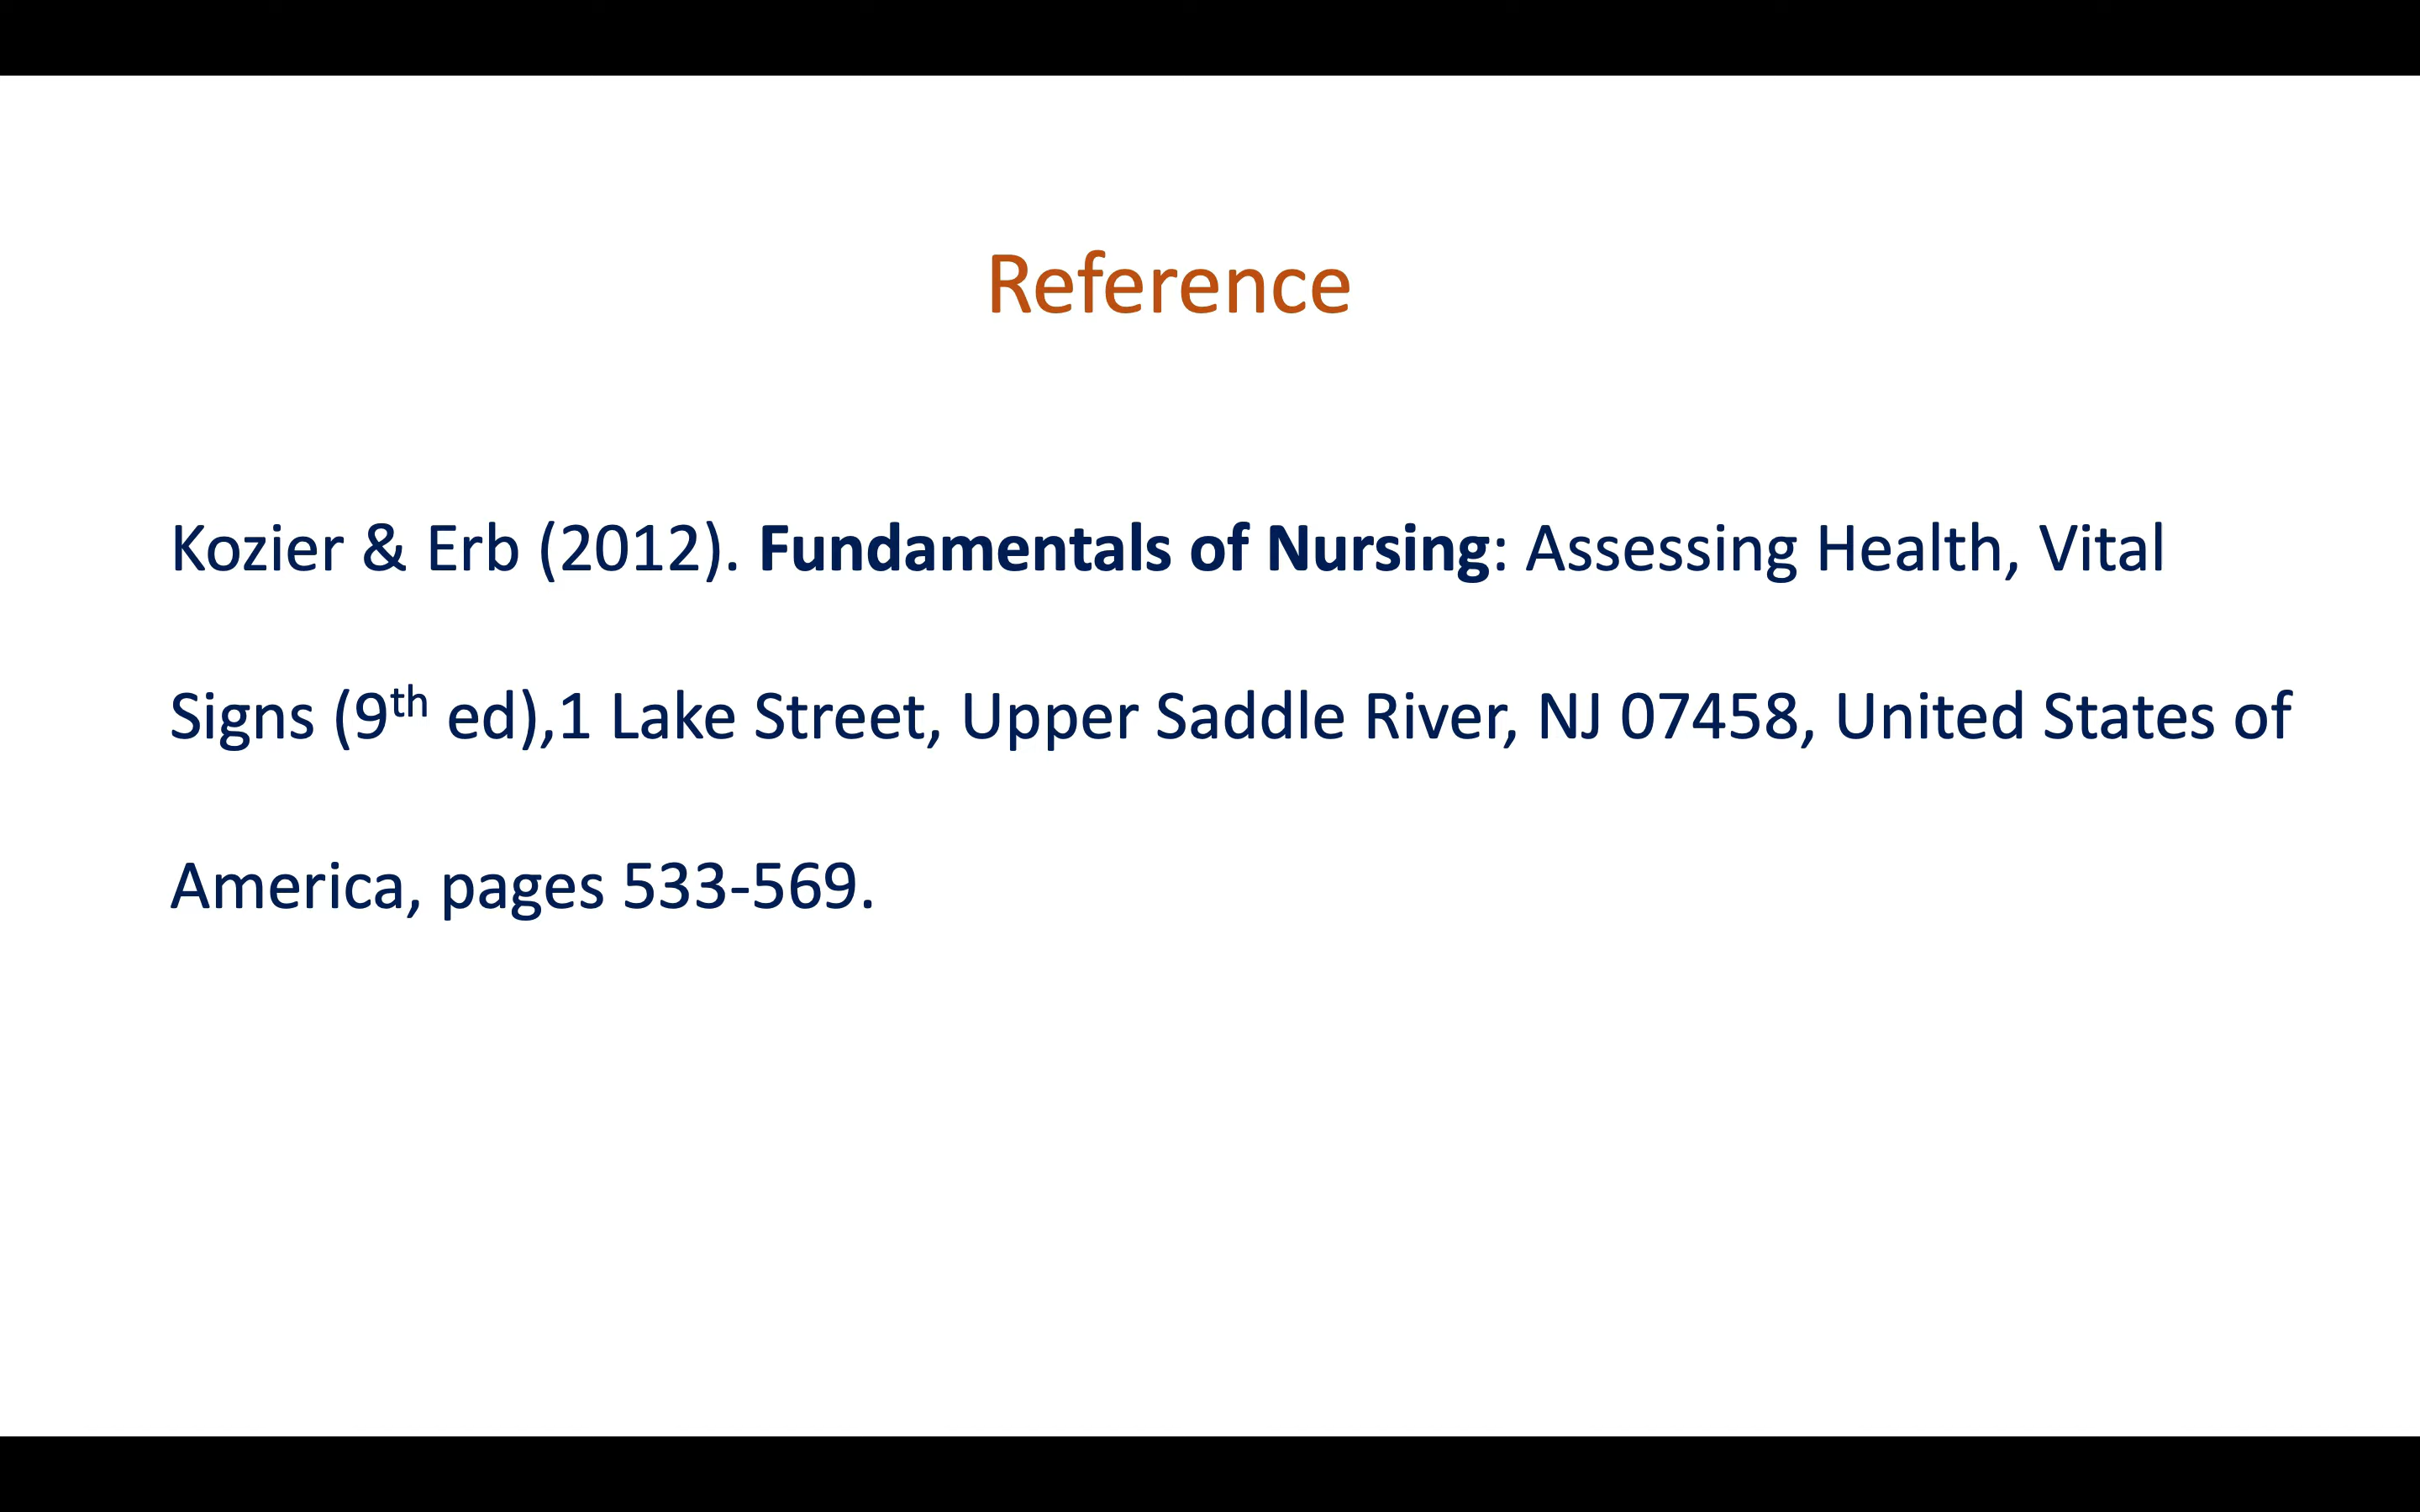 Reference
Kozier & Erb (2012). Fundamentals of Nursing: Assessing Health, Vital
Signs (9th ed),1 Lake Street, Upper Saddle River, NJ 07458, United States of
America, pages 533-569.